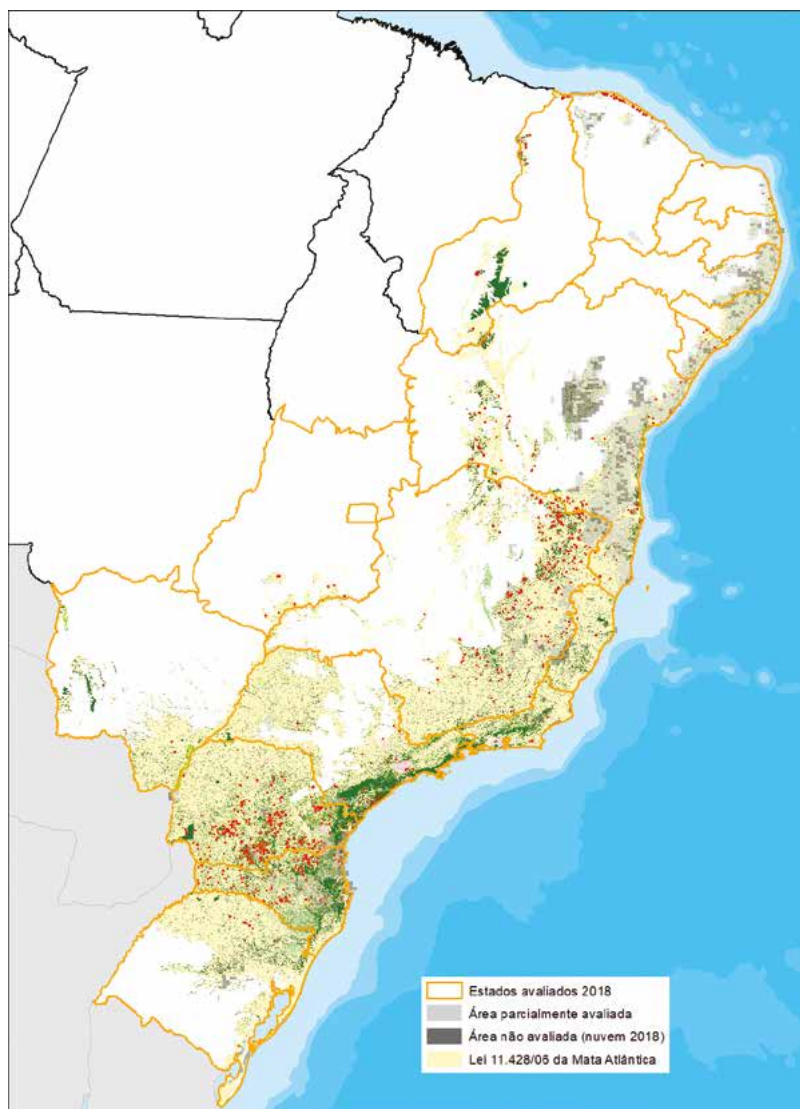 Estados avaliados 2018
Área parcialmente avaliada
Área não avaliada (nuvem 2018)
Lei 11.428/06 da Mata Atlântica